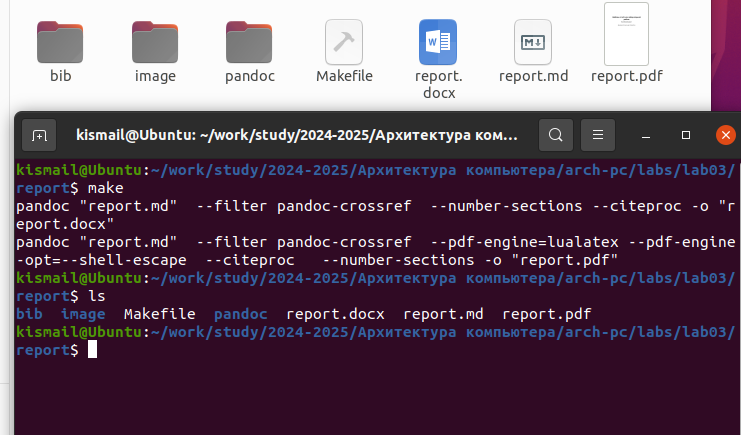 bib image pandoc Makefile report. report.md report.pdf
docx
kismail@Ubuntu: ~/work/study/2024-2025/Архитектура ком...
kismail@Ubuntu:~/work/study/2024-2025/Архитектура компьютера/arch-pc/labs/lab03/
report$ make
pandoc "report.md"  --filter pandoc-crossref  --number-sections --citeproc -o "r
eport.docx"
pandoc "report.md"  --filter pandoc-crossref  --pdf-engine=lualatex --pdf-engine
-opt=--shell-escape  --citeproc   --number-sections -o "report.pdf"
kismail@Ubuntu:~/work/study/2024-2025/Архитектура компьютера/arch-pc/labs/lab03/
report$ ls
bib  image  Makefile  pandoc  report.docx  report.md  report.pdf
kismail@Ubuntu:~/work/study/2024-2025/Архитектура компьютера/arch-pc/labs/lab03/
report$